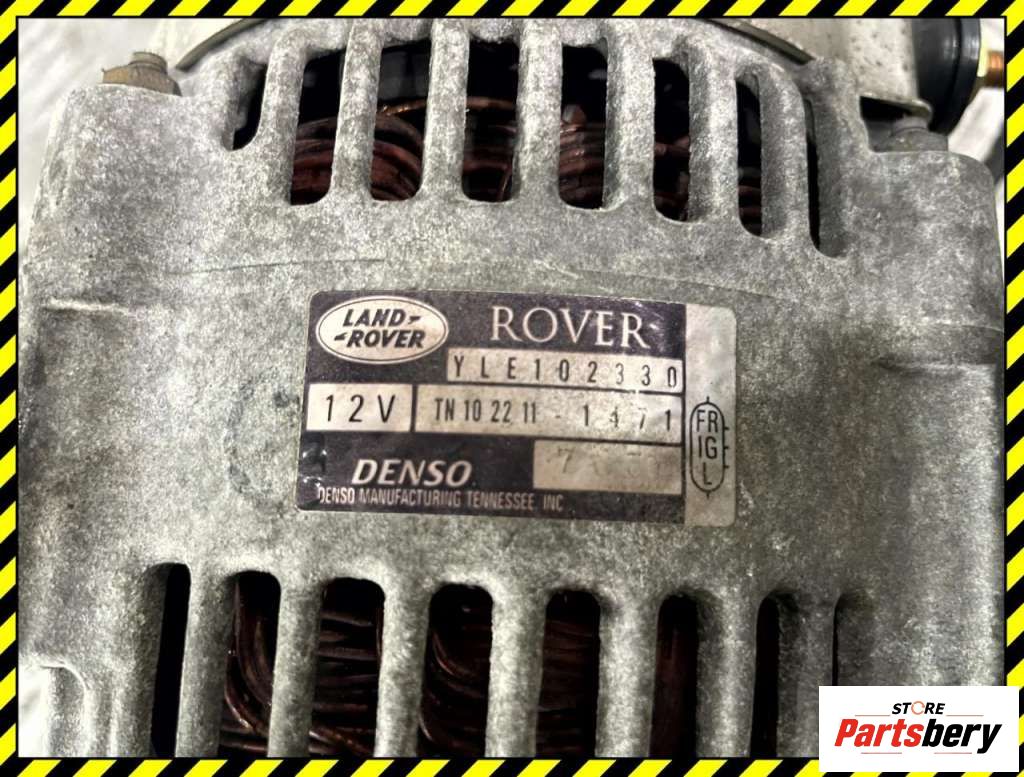 LAND-
-ROVER
ROVER
YLE102330
12V
TN 10 22 11 - 1471
FR
IG
L
DENSO
DENSO MANUFACTURING TENNESSEE, INC
STORE
Partsbery